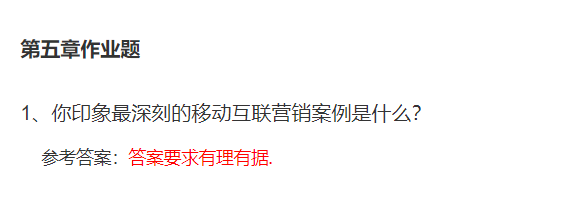 第五章作业题
1、你印象最深刻的移动互联营销案例是什么？
参考答案：答案要求有理有据.